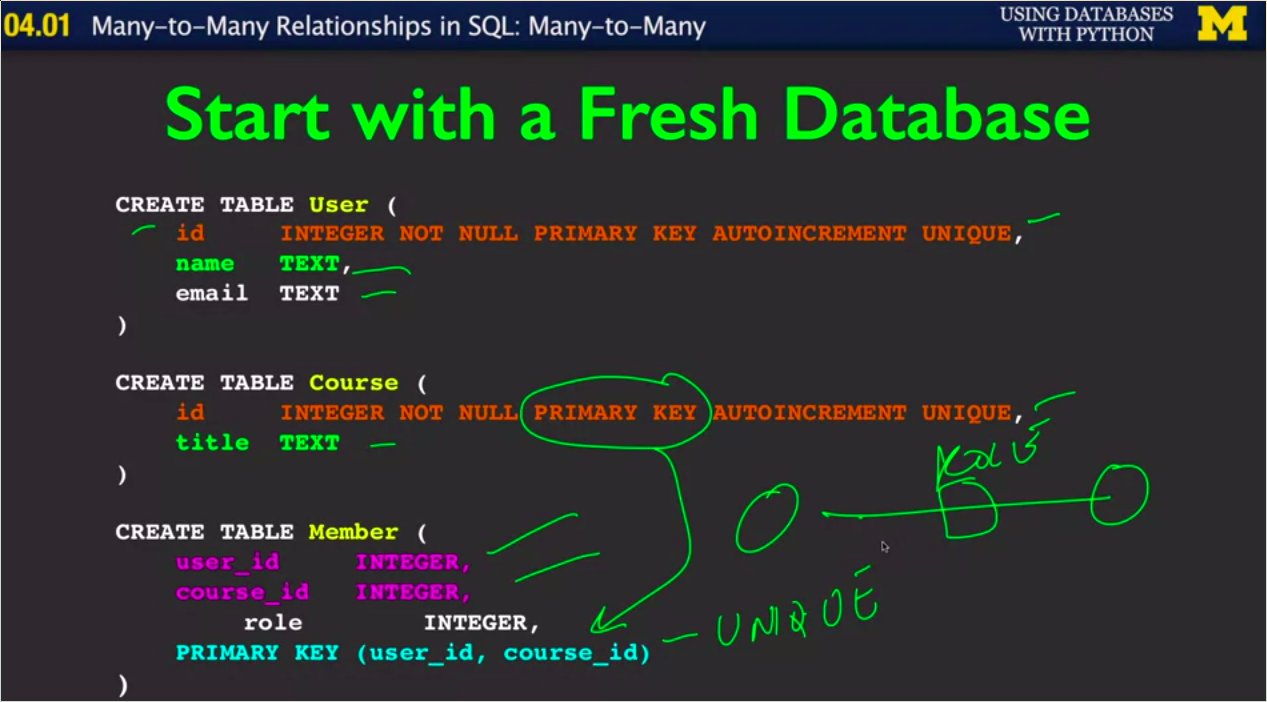 04.01 Many-to-Many Relationships in SQL: Many-to-Many
USING DATABASES
WITH PYTHON
M
Start with a Fresh Database
CREATE TABLE User (
id INTEGER NOT NULL PRIMARY KEY AUTOINCREMENT UNIQUE,
name TEXT,
email TEXT
)
CREATE TABLE Course (
id INTEGER NOT NULL PRIMARY KEY AUTOINCREMENT UNIQUE,
title TEXT
)
ROLE
CREATE TABLE Member (
user_id INTEGER,
course_id INTEGER,
role INTEGER,
PRIMARY KEY (user_id, course_id)
UNIQUE
)